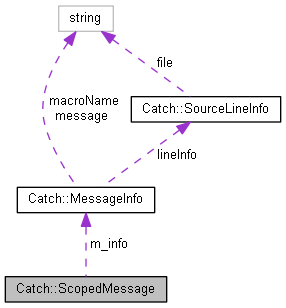 string
file
macroName
message
Catch::SourceLineInfo
lineInfo
Catch::MessageInfo
m_info
Catch::ScopedMessage